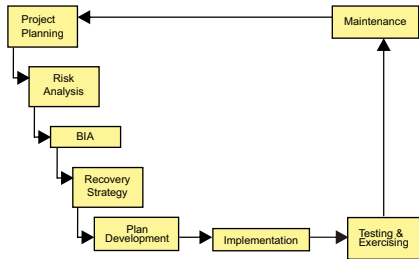 Project
Planning
Maintenance
Risk
Analysis
BIA
Recovery
Strategy
Plan
Development
Implementation
Testing &
Exercising